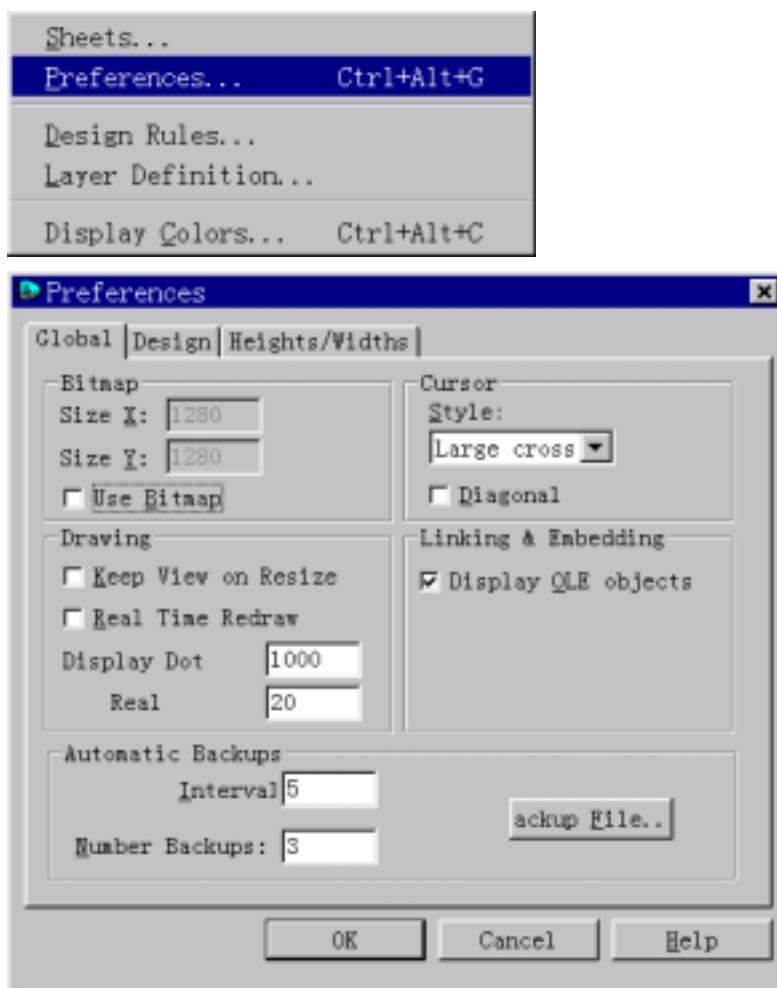 Sheets...
Preferences... Ctrl+Alt+G
Design Rules...
Layer Definition...
Display Colors... Ctrl+Alt+C
Preferences
Global Design Heights/Widths
Bitmap
Size X: 1280
Size Y: 1280
Use Bitmap
Cursor
Style:
Large cross
Diagonal
Drawing
Keep View on Resize
Real Time Redraw
Display Dot 1000
Real 20
Linking & Embedding
Display OLE objects
Automatic Backups
Interval 5
Number Backups: 3
ackup File..
OK Cancel Help